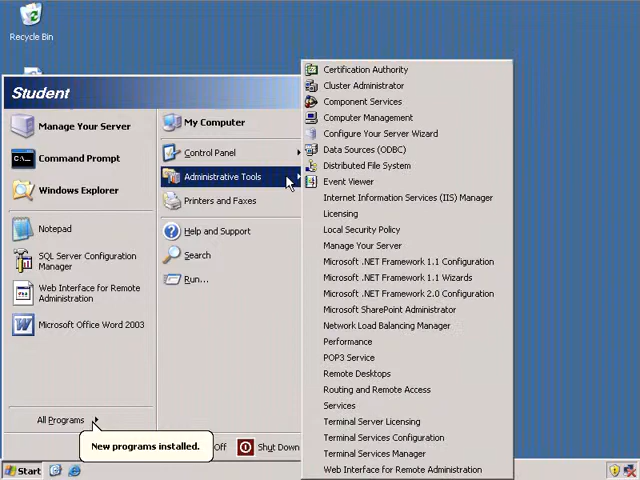 Recycle Bin
Student
Manage Your Server
Command Prompt
Windows Explorer
Notepad
SQL Server Configuration
Manager
Web Interface for Remote
Administration
Microsoft Office Word 2003
All Programs
New programs installed.
My Computer
Control Panel
Administrative Tools
Printers and Faxes
Help and Support
Search
Run...
Off
Shut Down
Start
Certification Authority
Cluster Administrator
Component Services
Computer Management
Configure Your Server Wizard
Data Sources (ODBC)
Distributed File System
Event Viewer
Internet Information Services (IIS) Manager
Licensing
Local Security Policy
Manage Your Server
Microsoft .NET Framework 1.1 Configuration
Microsoft .NET Framework 1.1 Wizards
Microsoft .NET Framework 2.0 Configuration
Microsoft SharePoint Administrator
Network Load Balancing Manager
Performance
POP3 Service
Remote Desktops
Routing and Remote Access
Services
Terminal Server Licensing
Terminal Services Configuration
Terminal Services Manager
Web Interface for Remote Administration